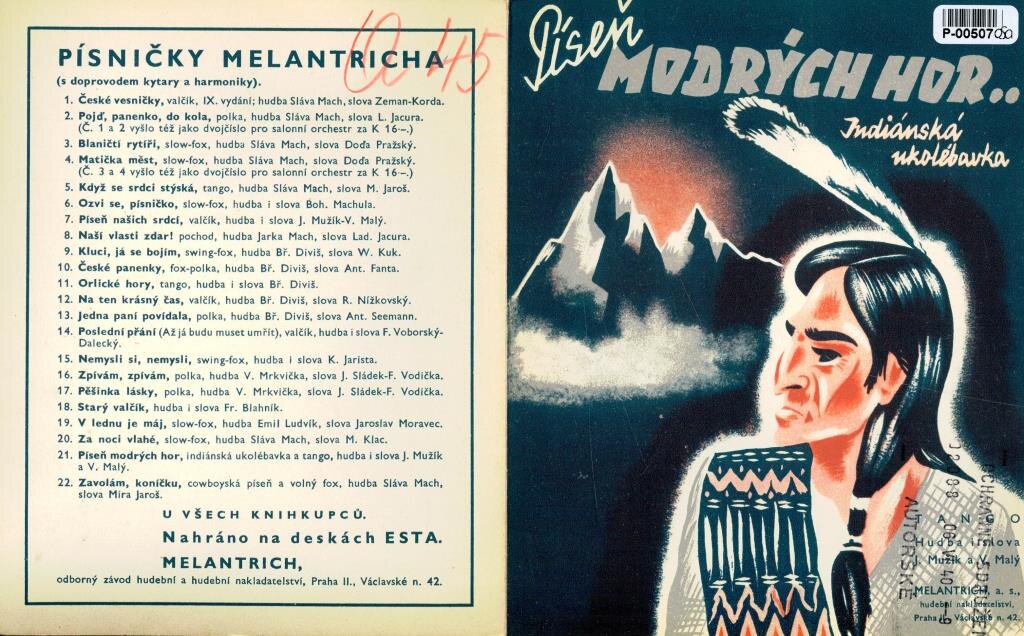 PÍSNIČKY MELANTRICHA
(s doprovodem kytary a harmoniky).
1. České vesničky, valčík, IX. vydání; hudba Sláva Mach, slova Zeman-Korda.
2. Pojď, panenko, do kola, polka, hudba Sláva Mach, slova L. Jacura.
(Č. 1 a 2 vyšlo též jako dvojčíslo pro salonní orchestr za K 16·–.)
3. Blaničtí rytíři, slow-fox, hudba Sláva Mach, slova Doďa Pražský.
4. Matička měst, slow-fox, hudba Sláva Mach, slova Doďa Pražský.
(Č. 3 a 4 vyšlo též jako dvojčíslo pro salonní orchestr za K 16·–.)
5. Když se srdci stýská, tango, hudba Sláva Mach, slova M. Jaroš.
6. Ozvi se, písničko, slow-fox, hudba i slova Boh. Machula.
7. Píseň našich srdcí, valčík, hudba i slova J. Mužík-V. Malý.
8. Naší vlasti zdar! pochod, hudba Jarka Mach, slova Lad. Jacura.
9. Kluci, já se bojím, swing-fox, hudba Bř. Diviš, slova W. Kuk.
10. České panenky, fox-polka, hudba Bř. Diviš, slova Ant. Fanta.
11. Orlické hory, tango, hudba i slova Bř. Diviš.
12. Na ten krásný čas, valčík, hudba Bř. Diviš, slova R. Nížkovský.
13. Jedna paní povídala, polka, hudba Bř. Diviš, slova Ant. Seemann.
14. Poslední přání (Až já budu muset umřít), valčík, hudba i slova F. Voborský-
Dalecký.
15. Nemysli si, nemysli, swing-fox, hudba i slova K. Jarista.
16. Zpívám, zpívám, polka, hudba V. Mrkvička, slova J. Sládek-F. Vodička.
17. Pěšinka lásky, polka, hudba V. Mrkvička, slova J. Sládek-F. Vodička.
18. Starý valčík, hudba i slova Fr. Blahník.
19. V lednu je máj, slow-fox, hudba Emil Ludvík, slova Jaroslav Moravec.
20. Za noci vlahé, slow-fox, hudba Sláva Mach, slova M. Klac.
21. Píseň modrých hor, indiánská ukolébavka a tango, hudba i slova J. Mužík
a V. Malý.
22. Zavolám, koníčku, cowboyská píseň a volný fox, hudba Sláva Mach,
slova Míra Jaroš.
U VŠECH KNIHKUPCŮ.
Nahráno na deskách ESTA.
MELANTRICH,
odborný závod hudební a hudební nakladatelství, Praha II., Václavské n. 42.
P-00507
Píseň
MODRÝCH HOR..
Indiánská
ukolébavka
TANGO
Hudba i slova
J. Mužík a V. Malý
MELANTRICH, a. s.,
hudební nakladatelství,
Praha Václavské n. 42.
AUTORSKÉ